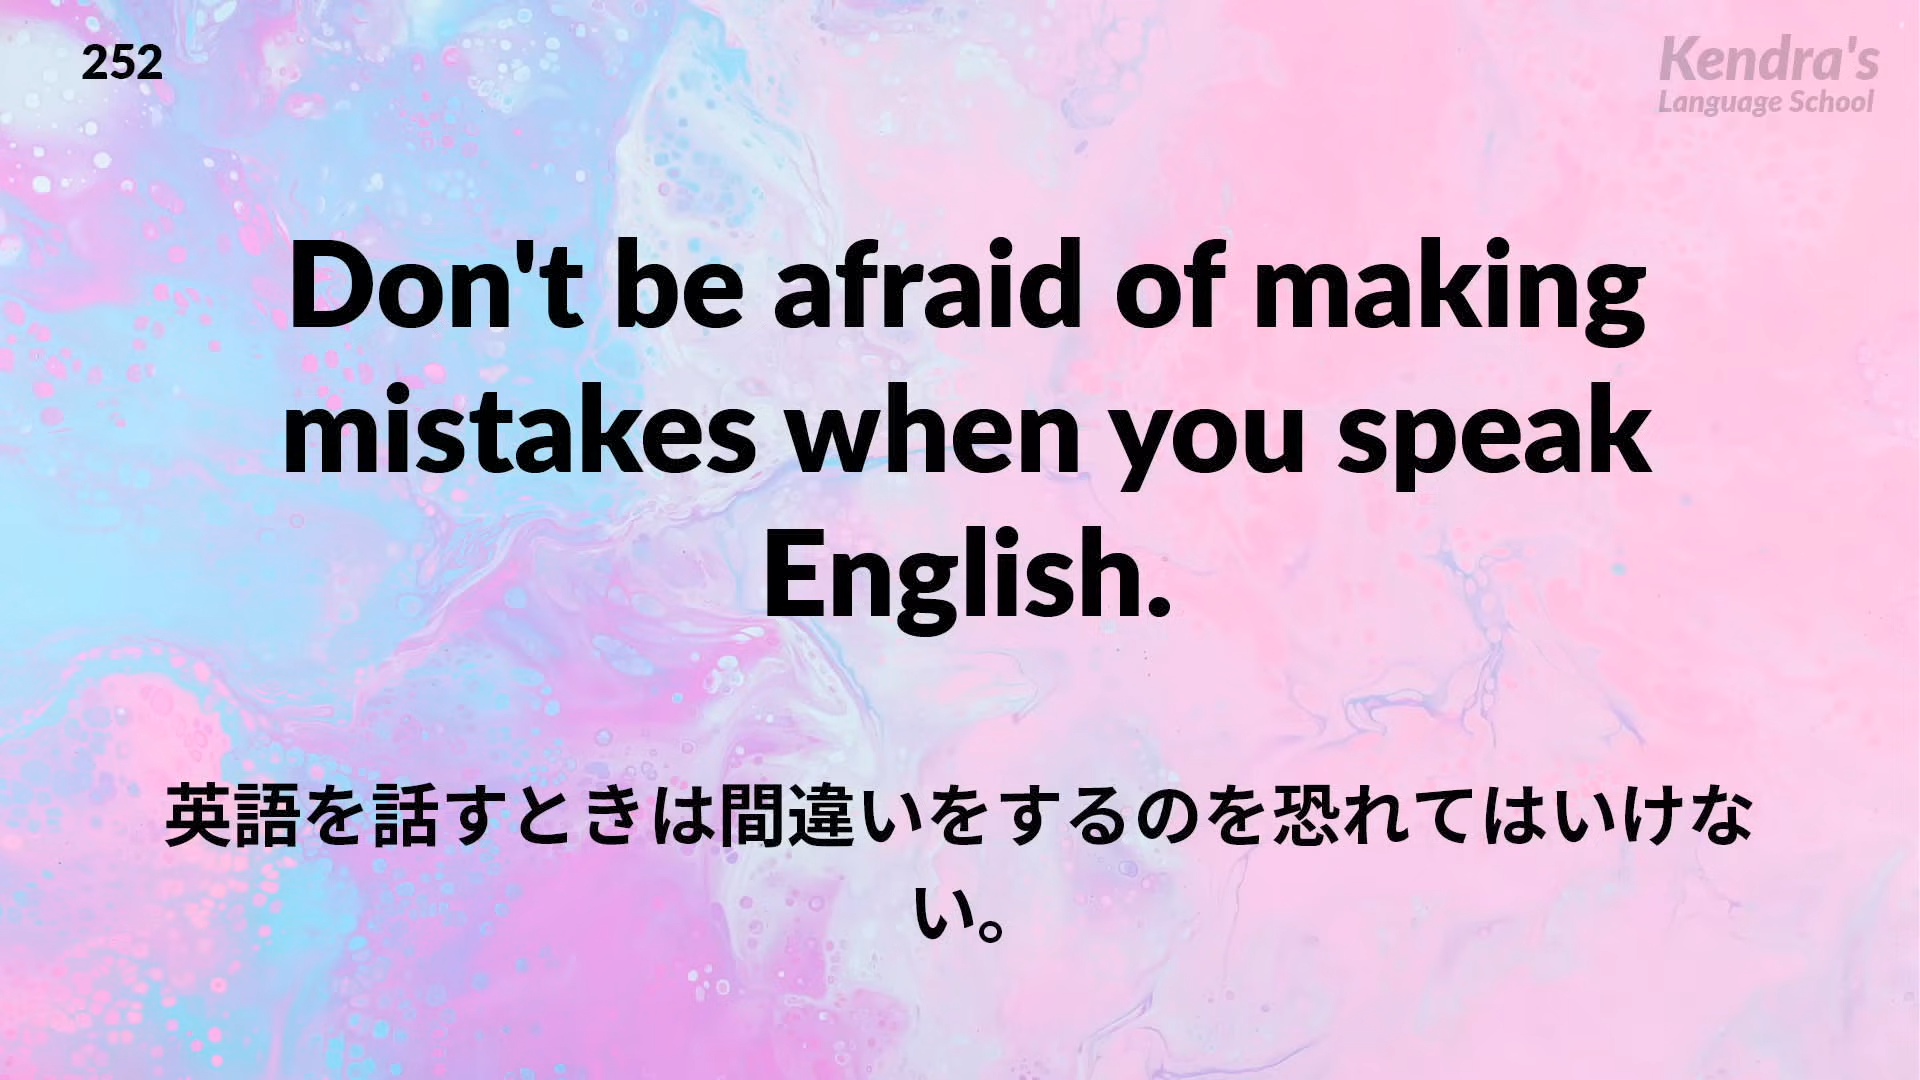 252
Kendra's
Language School
Don't be afraid of making
mistakes when you speak
English.
英語を話すときは間違いをするのを恐れてはいけな
い。